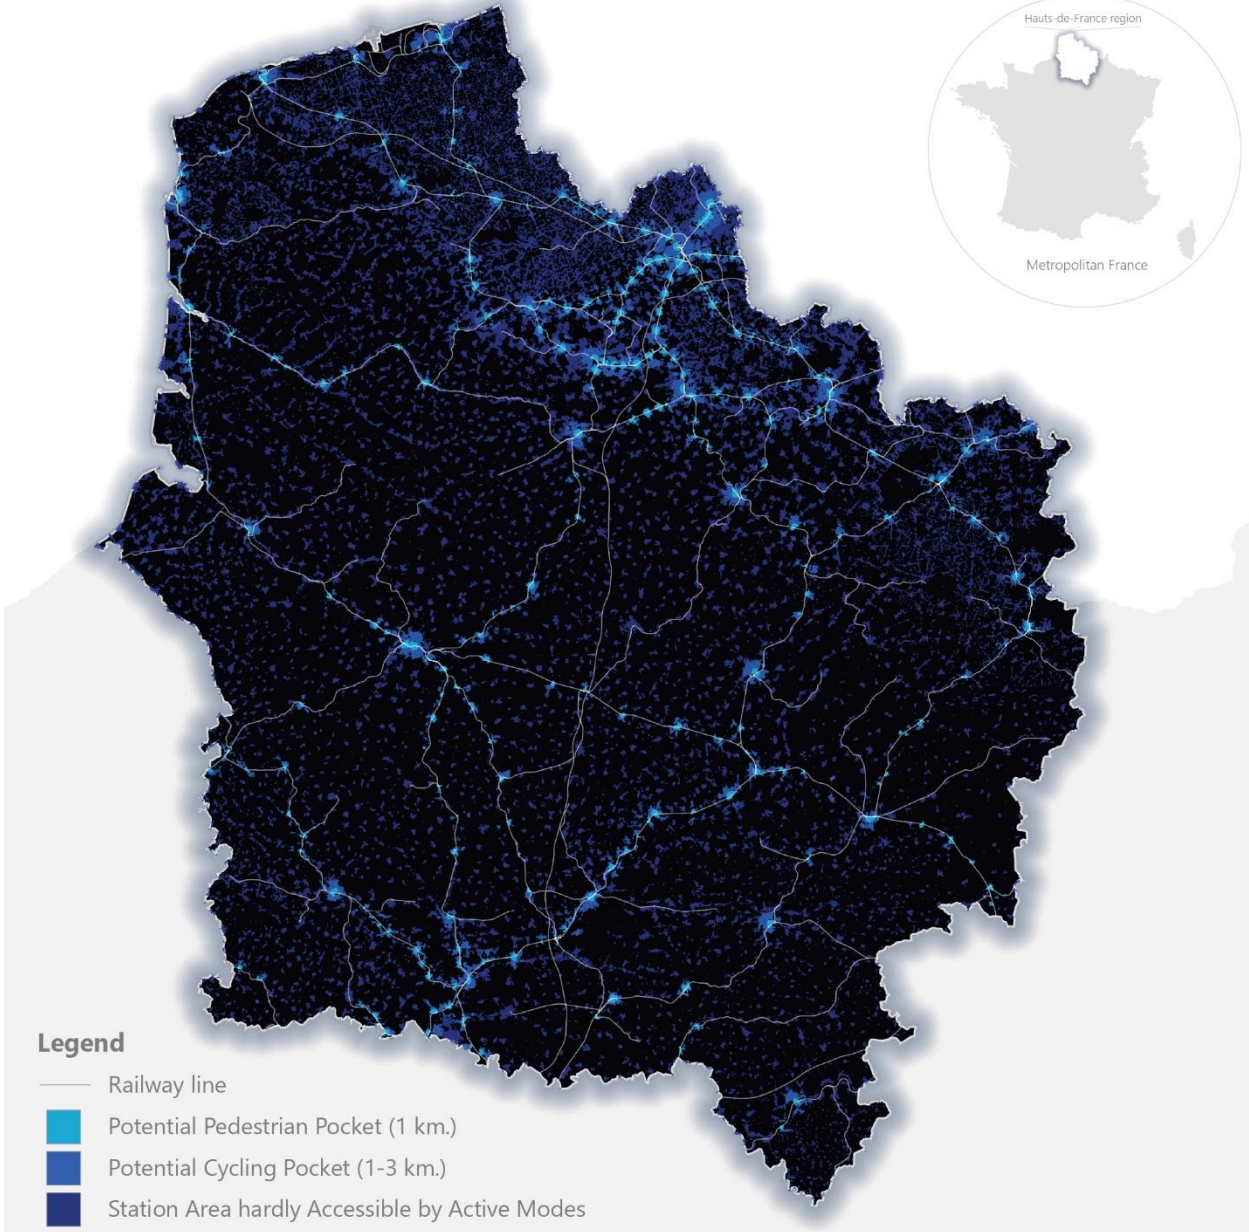 Hauts-de-France region
Metropolitan France
Legend
Railway line
Potential Pedestrian Pocket (1 km.)
Potential Cycling Pocket (1-3 km.)
Station Area hardly Accessible by Active Modes